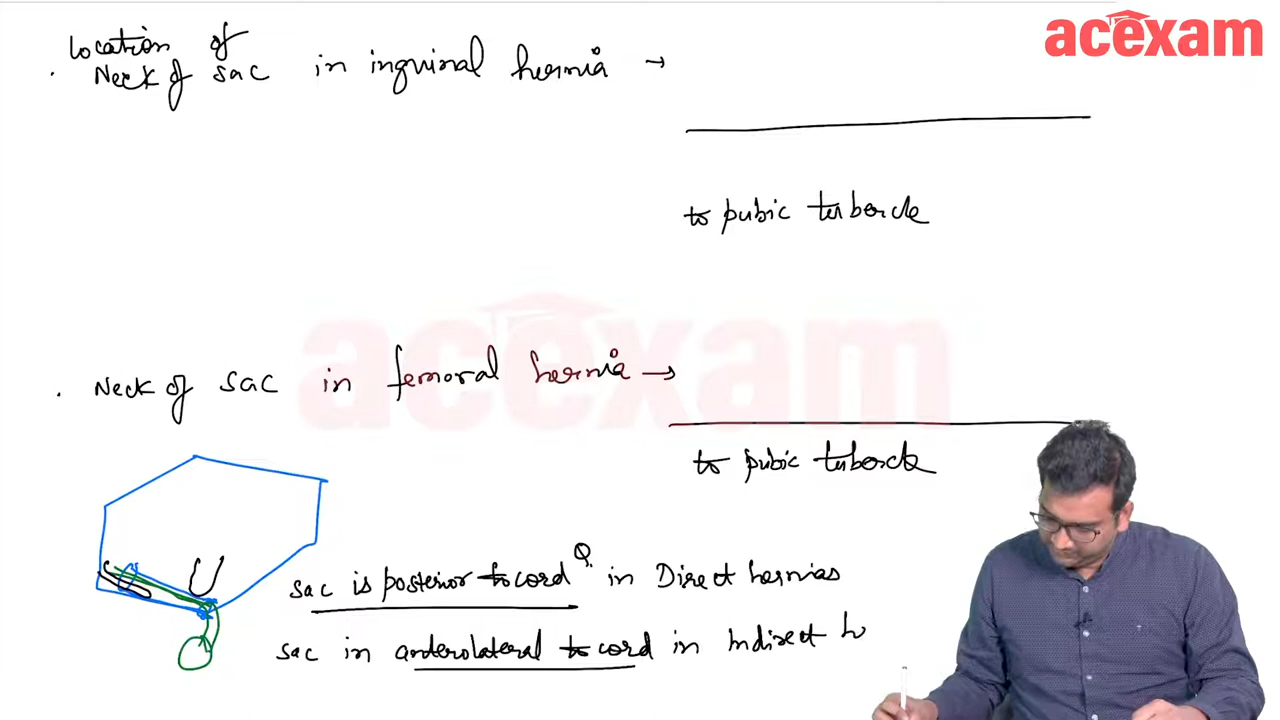 acexam
Location of
Neck of sac in inguinal hernia →
to pubic tubercle
acexam
Neck of sac in femoral hernia →
to pubic tubercle
sac is posterior to cord Q. in Direct hernias
sac in anterolateral to cord in Indirect h